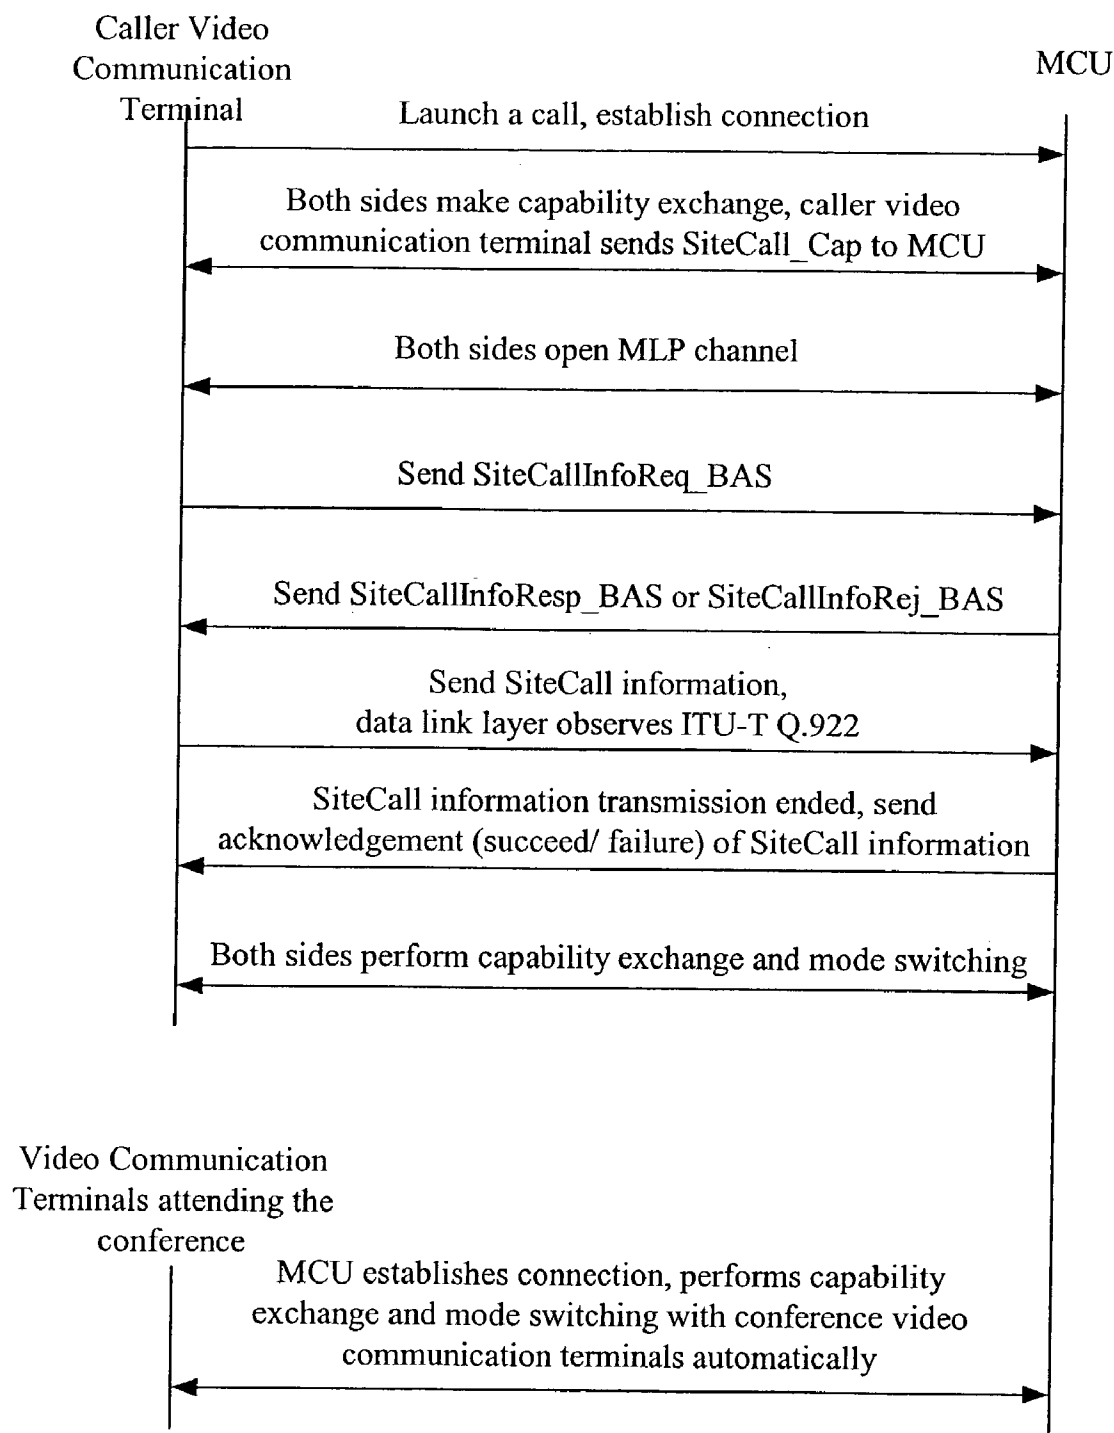 Caller Video
Communication
Terminal
MCU
Launch a call, establish connection
Both sides make capability exchange, caller video
communication terminal sends SiteCall_Cap to MCU
Both sides open MLP channel
Send SiteCallInfoReq_BAS
Send SiteCallInfoResp_BAS or SiteCallInfoRej_BAS
Send SiteCall information,
data link layer observes ITU-T Q.922
SiteCall information transmission ended, send
acknowledgement (succeed/ failure) of SiteCall information
Both sides perform capability exchange and mode switching
Video Communication
Terminals attending the
conference
MCU establishes connection, performs capability
exchange and mode switching with conference video
communication terminals automatically